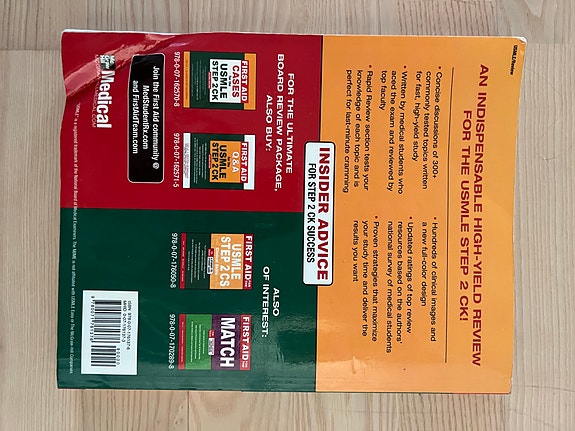 USMLE/Review
AN INDISPENSABLE HIGH-YIELD REVIEW
FOR THE USMLE STEP 2 CK!
• Concise discussions of 300+
commonly tested topics written
for fast, high-yield study
• Written by medical students who
aced the exam and reviewed by
top faculty
• Rapid Review section tests your
knowledge of each topic and is
perfect for last-minute cramming
• Hundreds of clinical images and
a new full-color design
• Updated ratings of top review
resources based on the authors'
national survey of medical students
• Proven strategies that maximize
your study time and deliver the
results you want
INSIDER ADVICE
FOR STEP 2 CK SUCCESS
FOR THE ULTIMATE
BOARD REVIEW PACKAGE,
ALSO BUY:
FIRST AID
CASES
USMLE
STEP 2 CK
978-0-07-162570-8
FIRST AID
Q&A
USMLE
STEP 2 CK
978-0-07-162571-5
ALSO
OF INTEREST:
FIRST AID
USMLE
STEP 2 CS
978-0-07-176050-8
FIRST AID
MATCH
978-0-07-170289-8
Join the First Aid community @
MedStudentRx.com
and FirstAidTeam.com
Medical